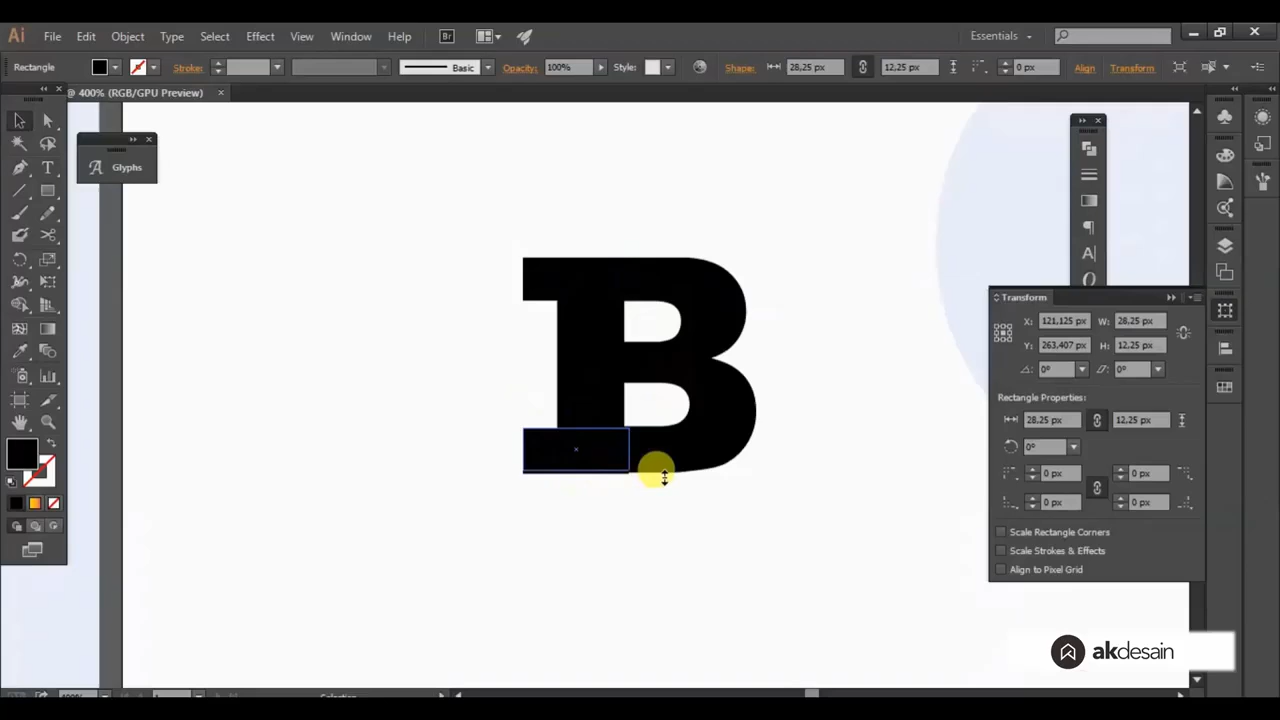 Ai File Edit Object Type Select Effect View Window Help Br Essentials
Rectangle Stroke: Basic Opacity: 100% Style: Shape: 28,25 px 12,25 px 0 px Align Transform
@ 400% (RGB/GPU Preview)
Glyphs
B
Transform
X: 121,125 px W: 28,25 px
Y: 263,407 px H: 12,25 px
0° 0°
Rectangle Properties:
28,25 px 12,25 px
0°
0 px 0 px
0 px 0 px
Scale Rectangle Corners
Scale Strokes & Effects
Align to Pixel Grid
akdesain